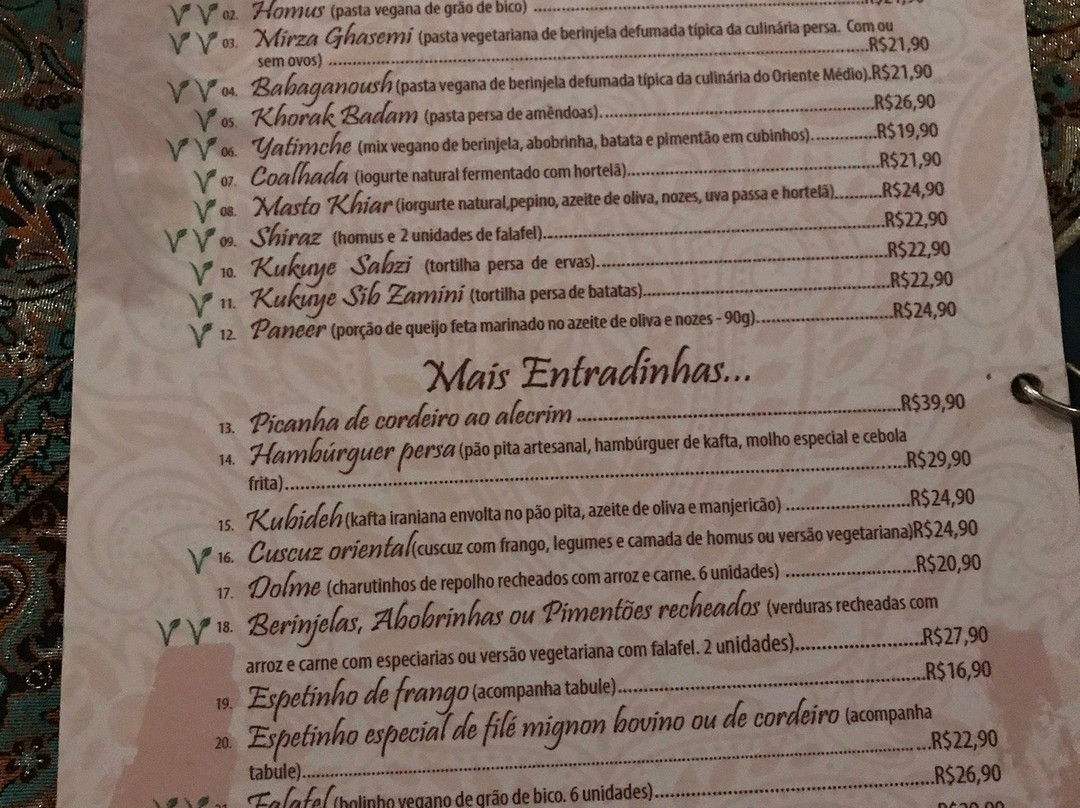 02. Homus (pasta vegana de grão de bico)
03. Mirza Ghasemi (pasta vegetariana de berinjela defumada típica da culinária persa. Com ou
sem ovos) ........R$21,90
04. Babaganoush (pasta vegana de berinjela defumada típica da culinária do Oriente Médio).R$21,90
05. Khorak Badam (pasta persa de amêndoas)........R$26,90
06. Yatimche (mix vegano de berinjela, abobrinha, batata e pimentão em cubinhos)........R$19,90
07. Coalhada (iogurte natural fermentado com hortelã)........R$21,90
08. Masto Khiar (iorgurte natural,pepino, azeite de oliva, nozes, uva passa e hortelã)........R$24,90
09. Shiraz (homus e 2 unidades de falafel)........R$22,90
10. Kukuye Sabzi (tortilha persa de ervas)........R$22,90
11. Kukuye Sib Zamini (tortilha persa de batatas)........R$22,90
12. Paneer (porção de queijo feta marinado no azeite de oliva e nozes - 90g)........R$24,90
Mais Entradinhas...
13. Picanha de cordeiro ao alecrim ........R$39,90
14. Hambúrguer persa (pão pita artesanal, hambúrguer de kafta, molho especial e cebola
frita)........R$29,90
15. Kubideh (kafta iraniana envolta no pão pita, azeite de oliva e manjericão) ........R$24,90
16. Cuscuz oriental (cuscuz com frango, legumes e camada de homus ou versão vegetariana)R$24,90
17. Dolme (charutinhos de repolho recheados com arroz e carne. 6 unidades) ........R$20,90
18. Berinjelas, Abobrinhas ou Pimentões recheados (verduras recheadas com
arroz e carne com especiarias ou versão vegetariana com falafel. 2 unidades)........R$27,90
19. Espetinho de frango (acompanha tabule)........R$16,90
20. Espetinho especial de filé mignon bovino ou de cordeiro (acompanha
tabule)........R$22,90
Falafel (bolinho vegano de grão de bico. 6 unidades)........R$26,90